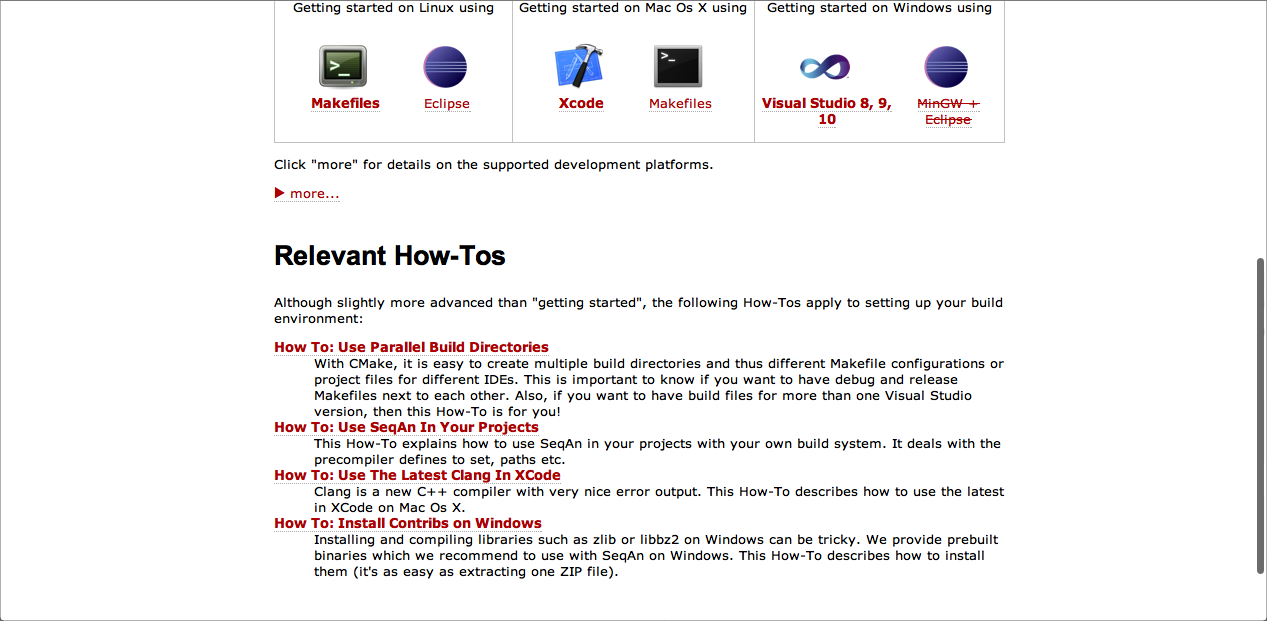 Getting started on Linux using
Getting started on Mac Os X using
Getting started on Windows using
Makefiles
Eclipse
Xcode
Makefiles
Visual Studio 8, 9,
10
MinGW +
Eclipse
Click "more" for details on the supported development platforms.
▶ more...
Relevant How-Tos
Although slightly more advanced than "getting started", the following How-Tos apply to setting up your build
environment:
How To: Use Parallel Build Directories
With CMake, it is easy to create multiple build directories and thus different Makefile configurations or
project files for different IDEs. This is important to know if you want to have debug and release
Makefiles next to each other. Also, if you want to have build files for more than one Visual Studio
version, then this How-To is for you!
How To: Use SeqAn In Your Projects
This How-To explains how to use SeqAn in your projects with your own build system. It deals with the
precompiler defines to set, paths etc.
How To: Use The Latest Clang In XCode
Clang is a new C++ compiler with very nice error output. This How-To describes how to use the latest
in XCode on Mac Os X.
How To: Install Contribs on Windows
Installing and compiling libraries such as zlib or libbz2 on Windows can be tricky. We provide prebuilt
binaries which we recommend to use with SeqAn on Windows. This How-To describes how to install
them (it's as easy as extracting one ZIP file).